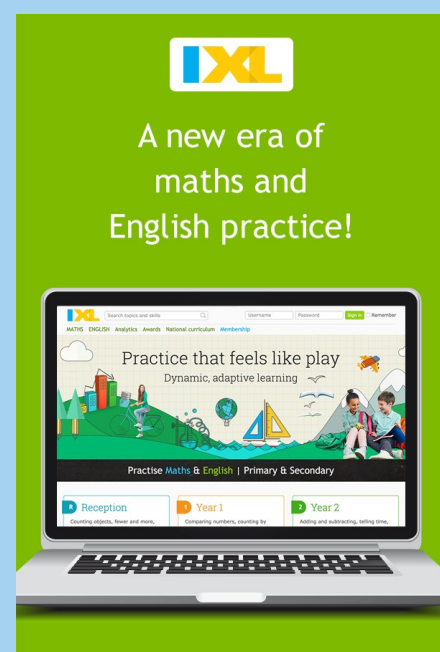 IXL
A new era of
maths and
English practice!
IXL
Search topics and skills
Username
Password
Sign in
Remember
MATHS ENGLISH Analytics Awards National curriculum Membership
Practice that feels like play
Dynamic, adaptive learning
Practise Maths & English | Primary & Secondary
R Reception
Counting objects, fewer and more,
1 Year 1
Comparing numbers, counting by
2 Year 2
Adding and subtracting, telling time,